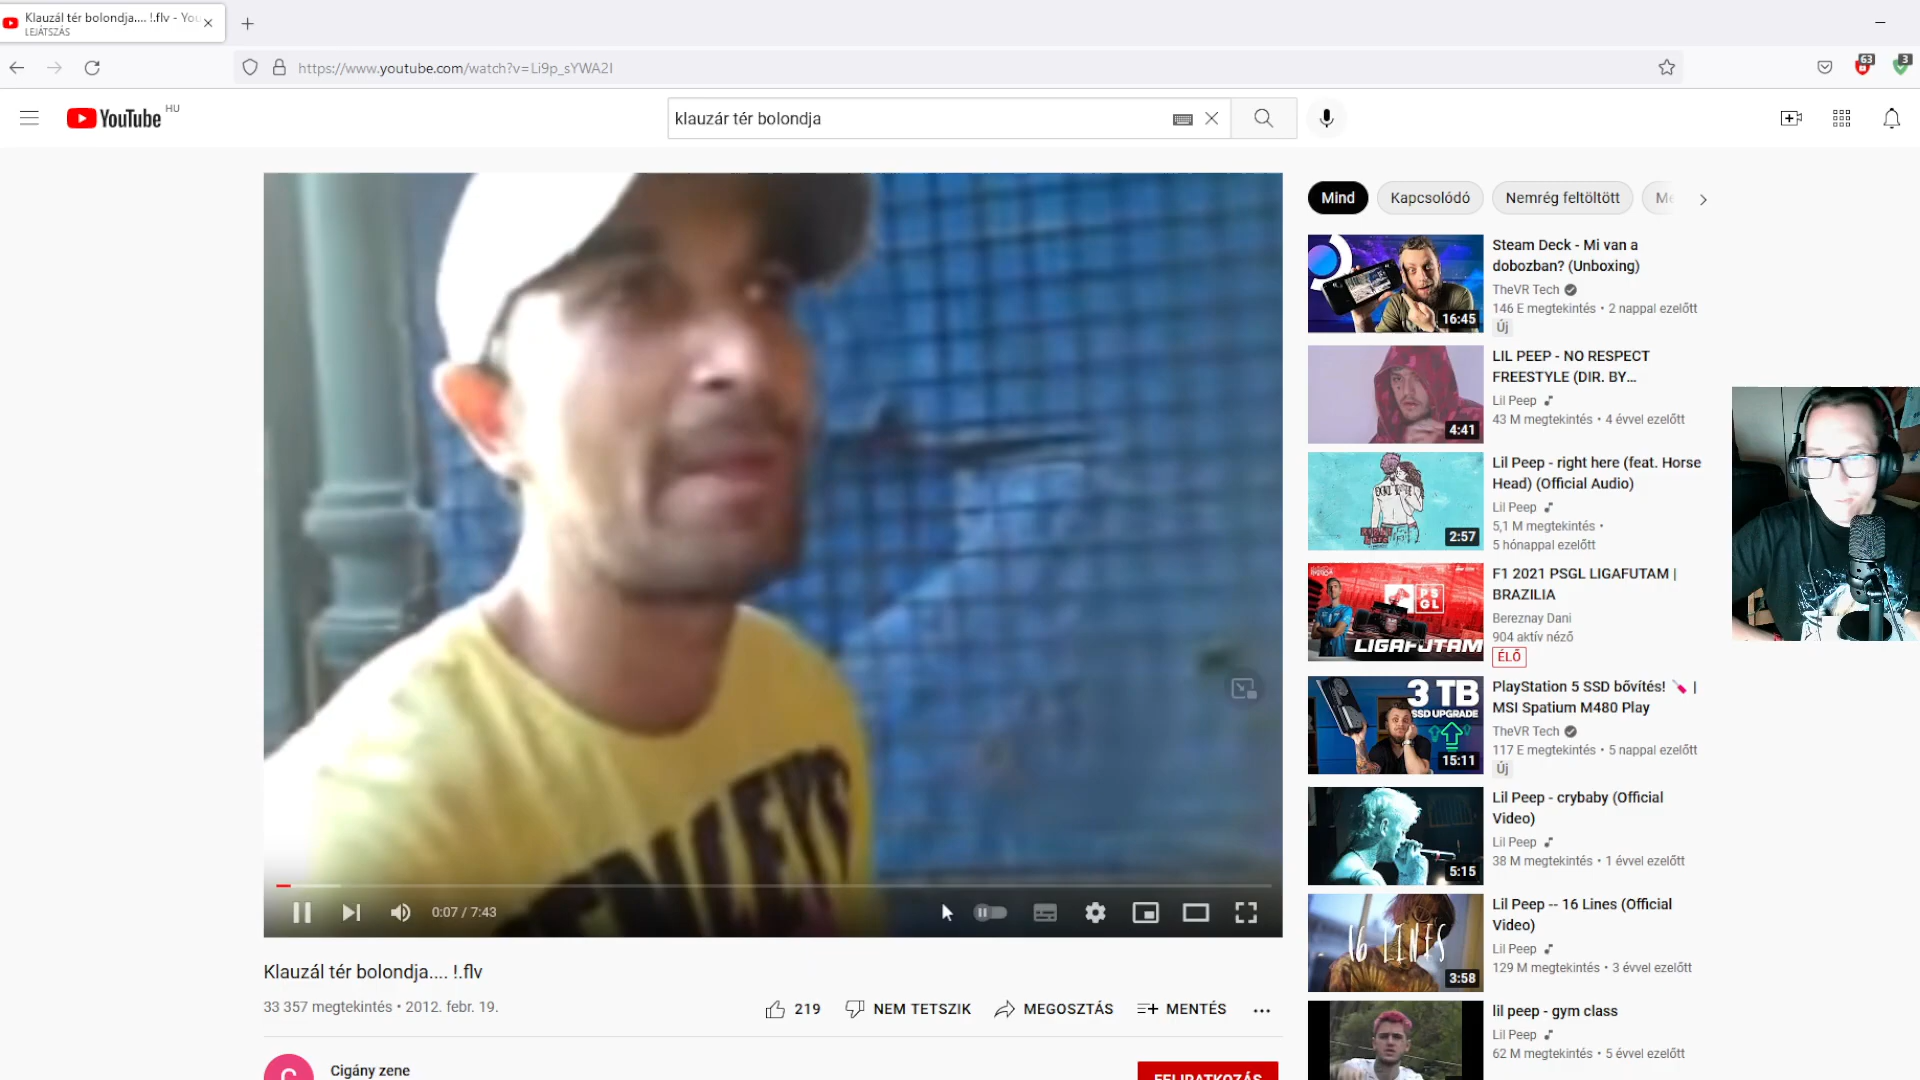 Klauzál tér bolondja.... !.flv - You
LEJÁTSZÁS
https://www.youtube.com/watch?v=Li9p_sYWA2I
63
3
YouTube HU
klauzár tér bolondja
Mind
Kapcsolódó
Nemrég feltöltött
0:07 / 7:43
Klauzál tér bolondja.... !.flv
33 357 megtekintés • 2012. febr. 19.
219
NEM TETSZIK
MEGOSZTÁS
MENTÉS
Cigány zene
FELIRATKOZÁS
16:45
Steam Deck - Mi van a
dobozban? (Unboxing)
TheVR Tech
146 E megtekintés • 2 nappal ezelőtt
Új
4:41
LIL PEEP - NO RESPECT
FREESTYLE (DIR. BY...
Lil Peep
43 M megtekintés • 4 évvel ezelőtt
2:57
Lil Peep - right here (feat. Horse
Head) (Official Audio)
Lil Peep
5,1 M megtekintés •
5 hónappal ezelőtt
PS
GL
LIGAFUTAM
F1 2021 PSGL LIGAFUTAM |
BRAZILIA
Bereznay Dani
904 aktív néző
ÉLŐ
3 TB
SSD UPGRADE
15:11
PlayStation 5 SSD bővítés! |
MSI Spatium M480 Play
TheVR Tech
117 E megtekintés • 5 nappal ezelőtt
Új
5:15
Lil Peep - crybaby (Official
Video)
Lil Peep
38 M megtekintés • 1 évvel ezelőtt
16 LINES
3:58
Lil Peep -- 16 Lines (Official
Video)
Lil Peep
129 M megtekintés • 3 évvel ezelőtt
lil peep - gym class
Lil Peep
62 M megtekintés • 5 évvel ezelőtt